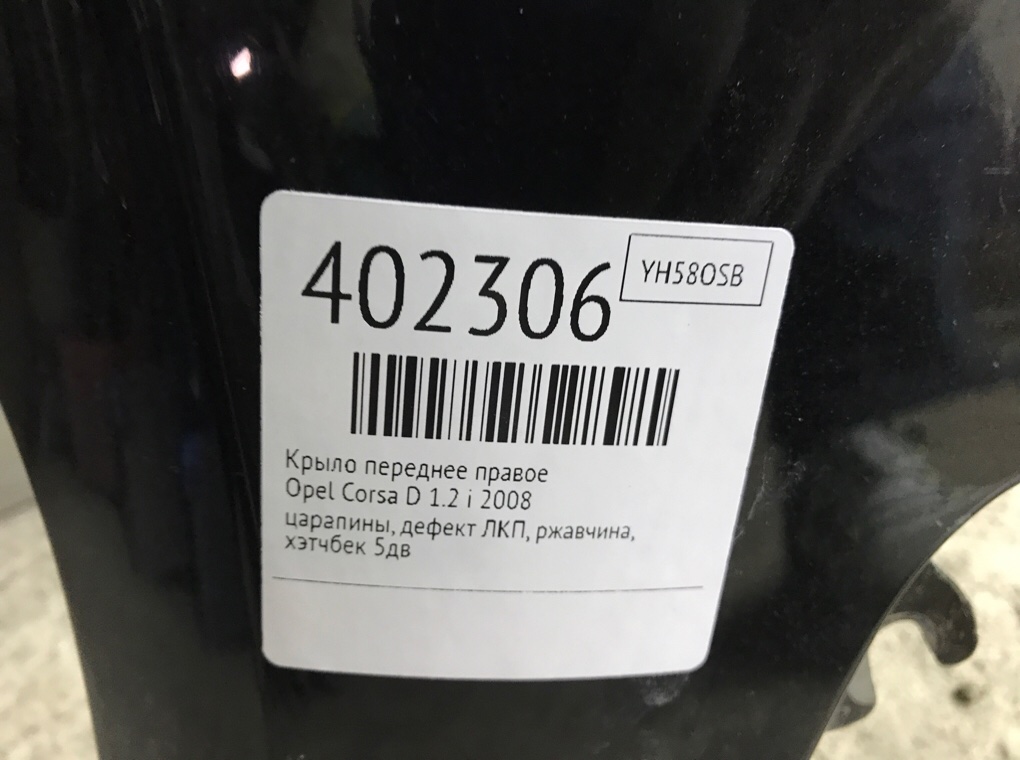 402306
YH58OSB
Крыло переднее правое
Opel Corsa D 1.2 i 2008
царапины, дефект ЛКП, ржавчина,
хэтчбек 5дв